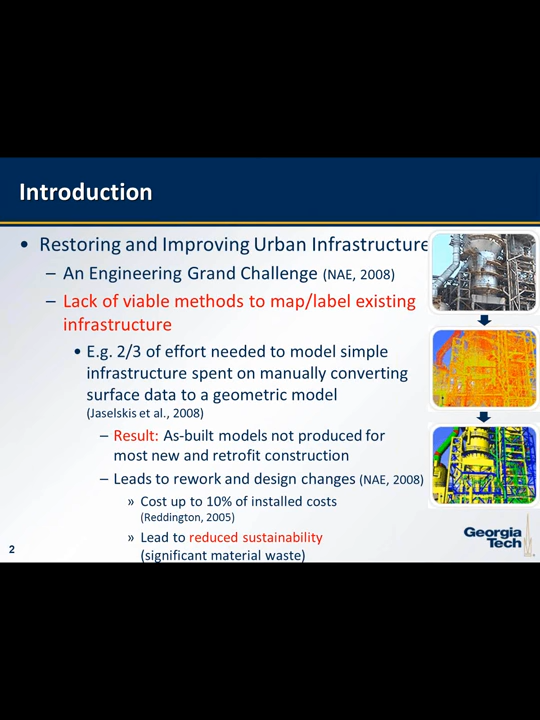 Introduction
• Restoring and Improving Urban Infrastructure
– An Engineering Grand Challenge (NAE, 2008)
– Lack of viable methods to map/label existing
infrastructure
• E.g. 2/3 of effort needed to model simple
infrastructure spent on manually converting
surface data to a geometric model
(Jaselskis et al., 2008)
– Result: As-built models not produced for
most new and retrofit construction
– Leads to rework and design changes (NAE, 2008)
» Cost up to 10% of installed costs
(Reddington, 2005)
» Lead to reduced sustainability
(significant material waste)
Georgia
Tech
2